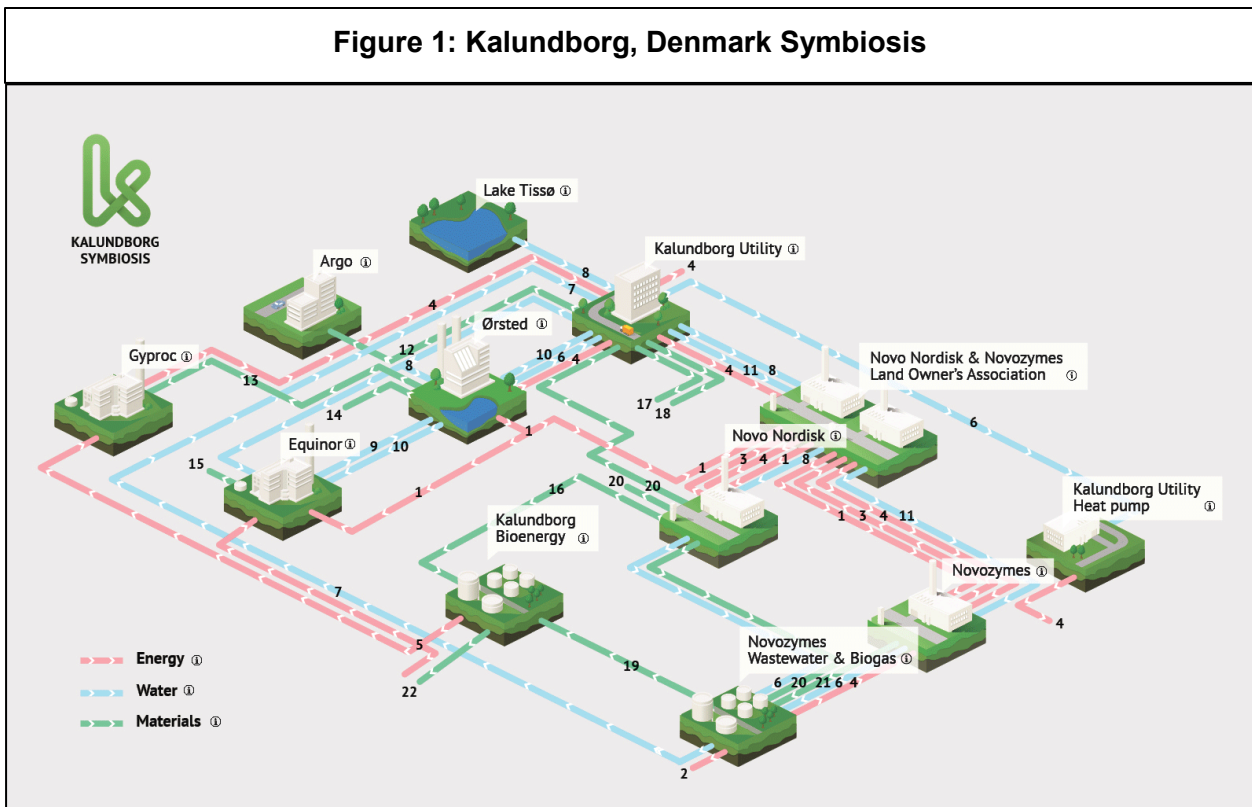 Figure 1: Kalundborg, Denmark Symbiosis
KALUNDBORG
SYMBIOSIS
Lake Tissø
8
7
Kalundborg Utility
4
Argo
4
Ørsted
12
8
10 6 4
Gyproc
13
14
4 11 8
17
18
Novo Nordisk & Novozymes
Land Owner's Association
6
Equinor
9 10
1
15
1
Novo Nordisk
1 3 4 1 8
20 20
16
1 3 4 11
Kalundborg Utility
Heat pump
Kalundborg
Bioenergy
Novozymes
4
7
5
22
19
Novozymes
Wastewater & Biogas
6 20 21 6 4
2
Energy
Water
Materials